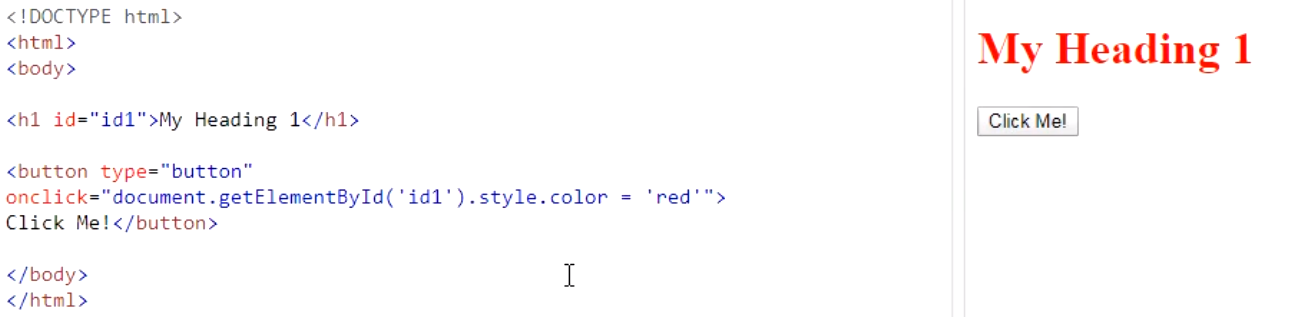 <!DOCTYPE html>
<html>
<body>
<h1 id="id1">My Heading 1</h1>
<button type="button"
onclick="document.getElementById('id1').style.color = 'red'">
Click Me!</button>
</body>
</html>
My Heading 1
Click Me!